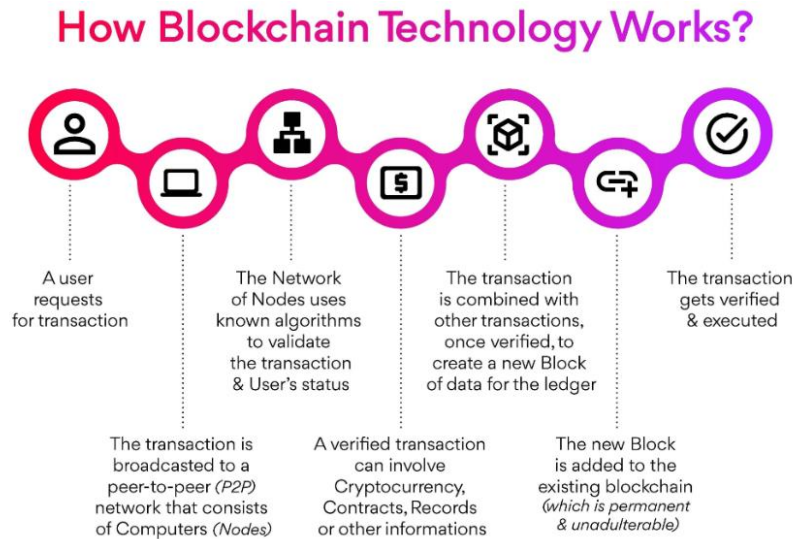 How Blockchain Technology Works?
A user
requests
for transaction
The transaction is
broadcasted to a
peer-to-peer (P2P)
network that consists
of Computers (Nodes)
The Network
of Nodes uses
known algorithms
to validate
the transaction
& User's status
A verified transaction
can involve
Cryptocurrency,
Contracts, Records
or other informations
The transaction
is combined with
other transactions,
once verified, to
create a new Block
of data for the ledger
The new Block
is added to the
existing blockchain
(which is permanent
& unadulterable)
The transaction
gets verified
& executed